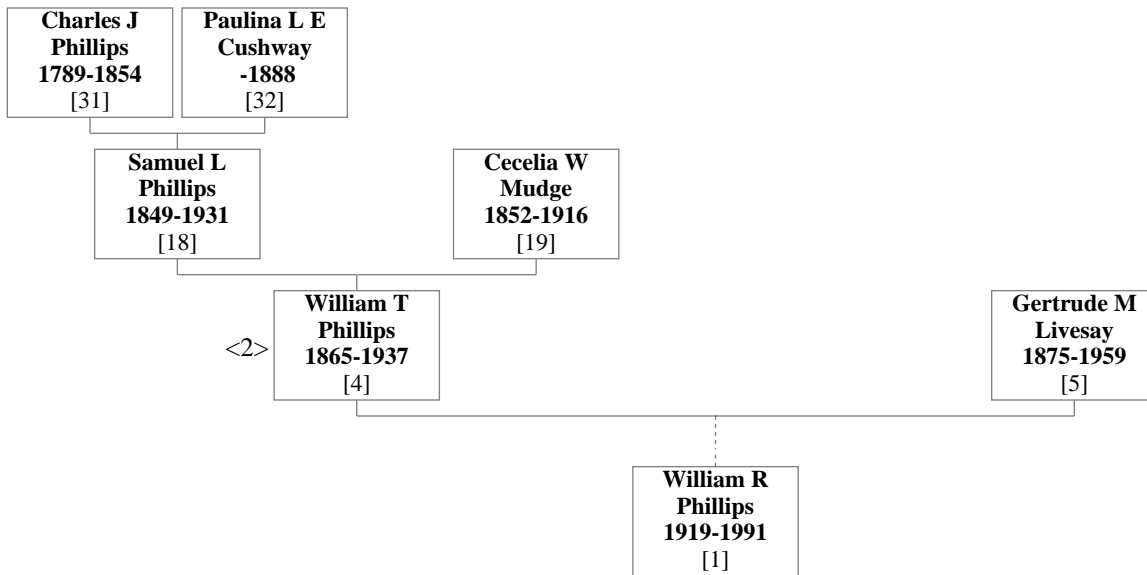 Charles J
Phillips
1789-1854
[31]
Paulina L E
Cushway
-1888
[32]
Samuel L
Phillips
1849-1931
[18]
Cecelia W
Mudge
1852-1916
[19]
<2>
William T
Phillips
1865-1937
[4]
Gertrude M
Livesay
1875-1959
[5]
William R
Phillips
1919-1991
[1]